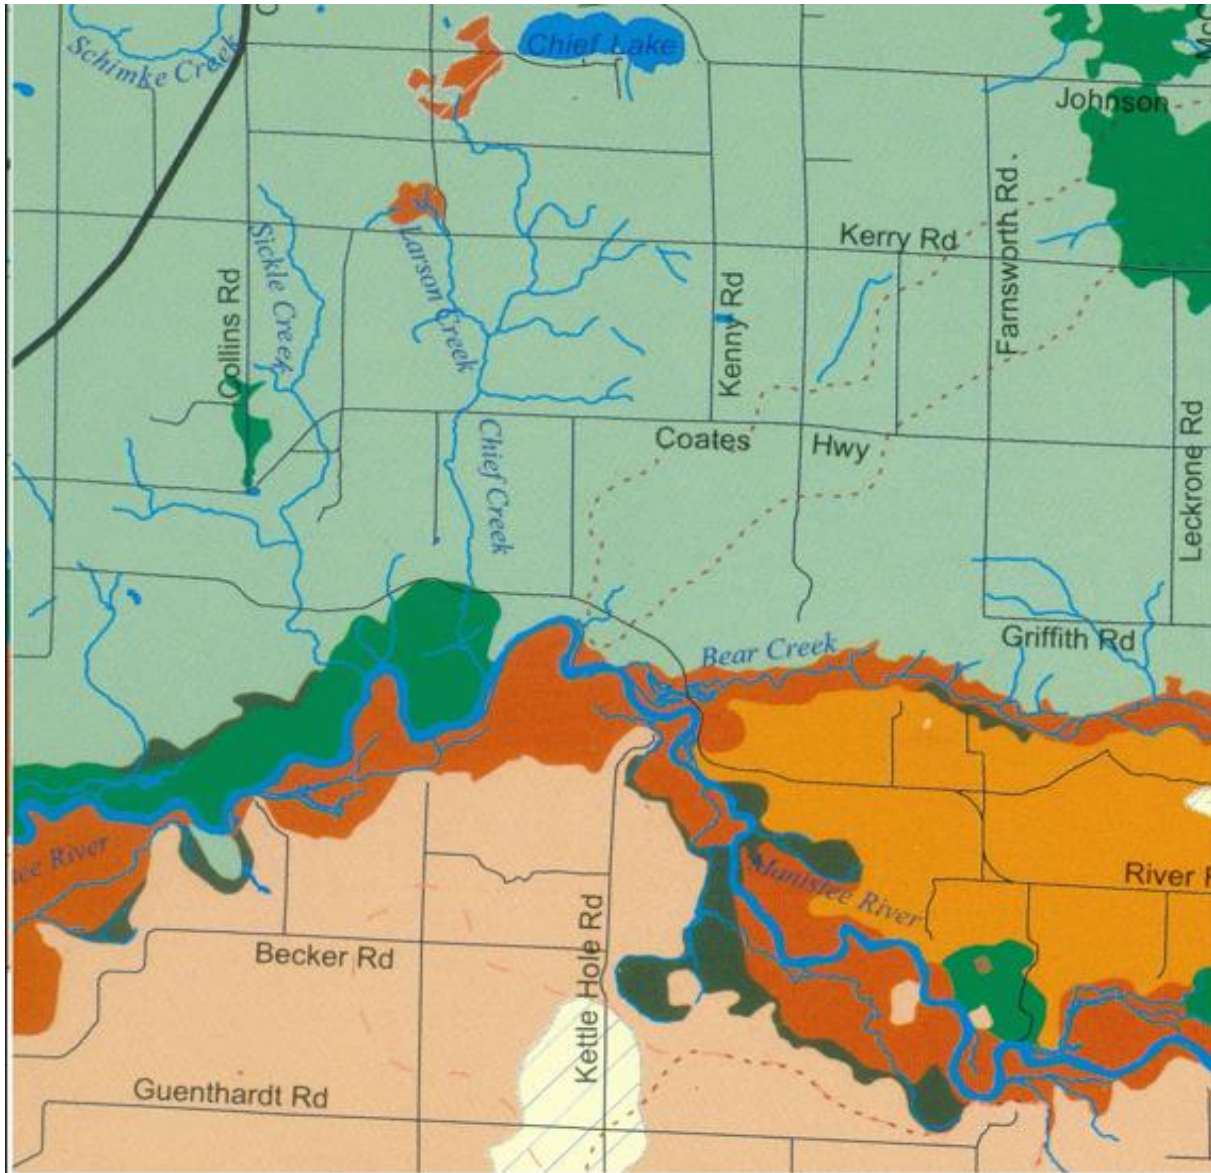 Schimke Creek
Chief Lake
Johnson
Kerry Rd
Farnsworth Rd.
Sickle Creek
Larson Creek
Collins Rd
Kenny Rd
Coates Hwy
Chief Creek
Leckrone Rd
Griffith Rd
Bear Creek
River
Manistee River
River
Becker Rd
Kettle Hole Rd
Guenthardt Rd